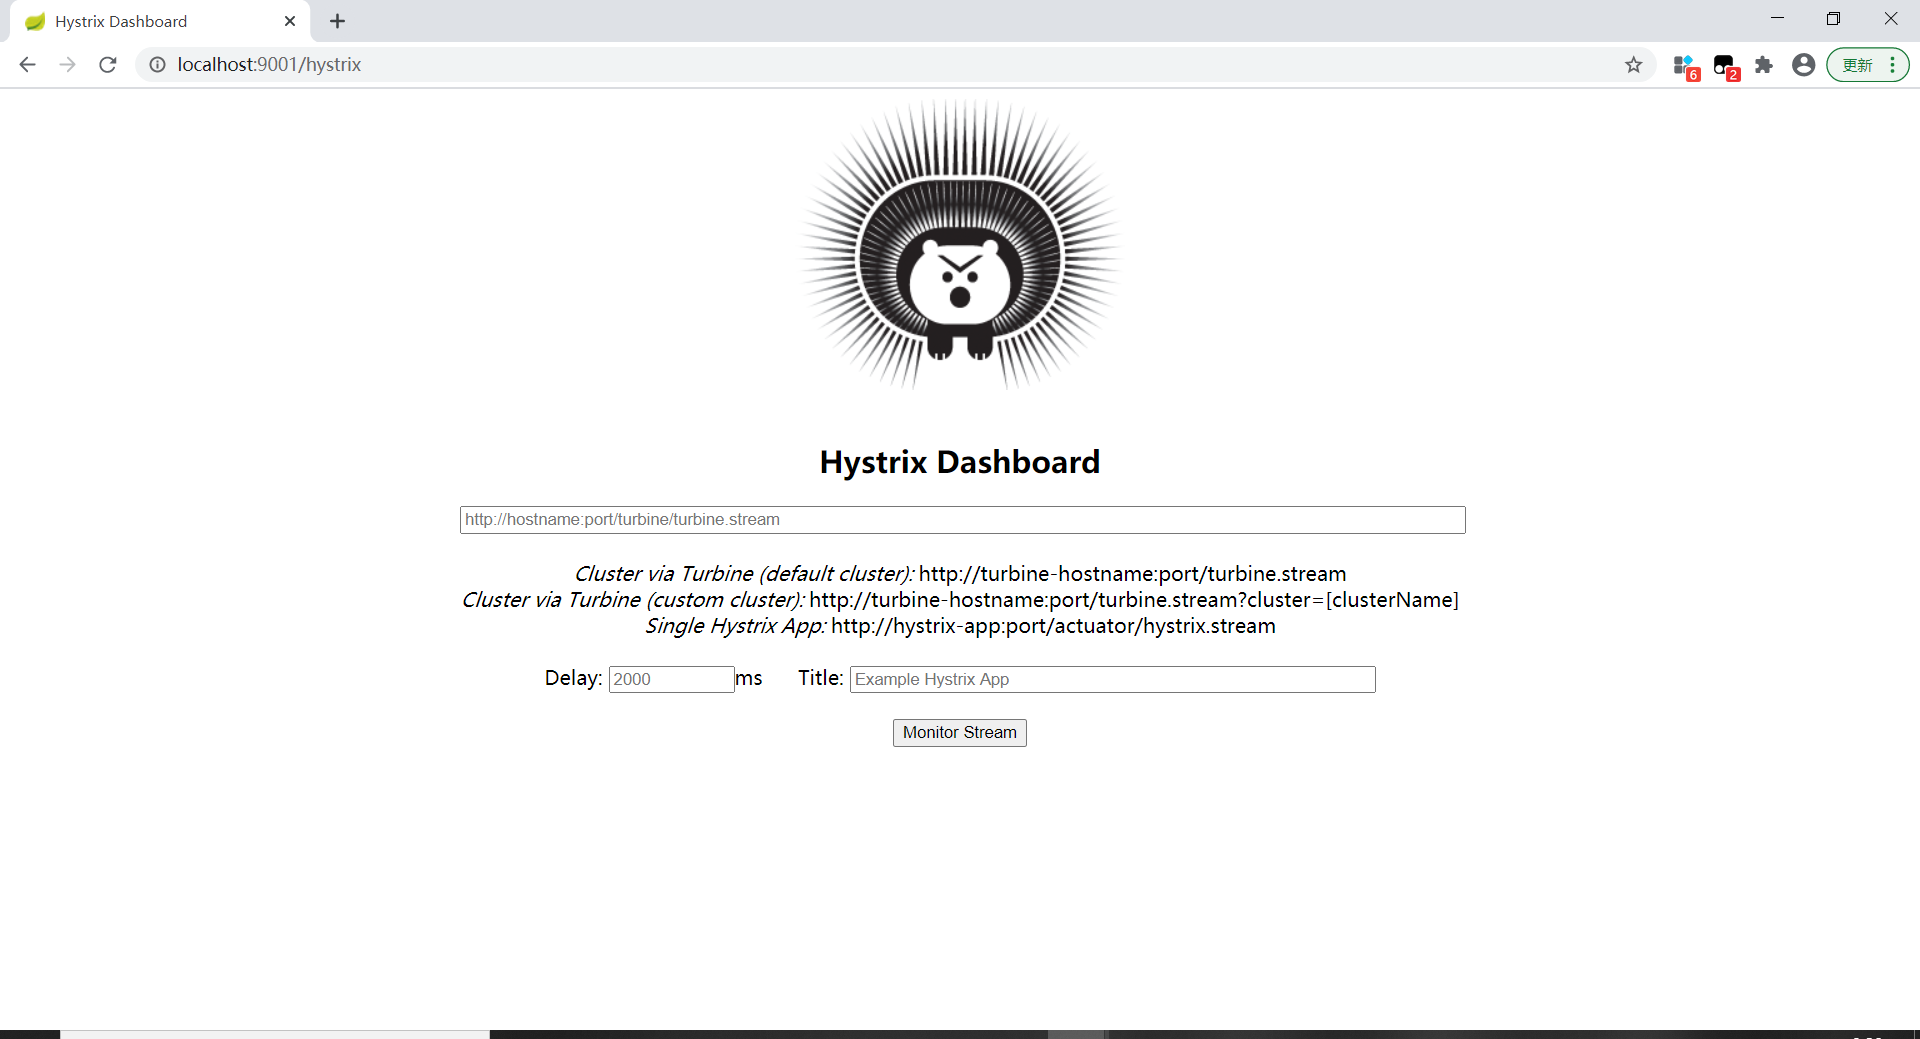 Hystrix Dashboard
localhost:9001/hystrix
6
2
更新
Hystrix Dashboard
http://hostname:port/turbine/turbine.stream
Cluster via Turbine (default cluster): http://turbine-hostname:port/turbine.stream
Cluster via Turbine (custom cluster): http://turbine-hostname:port/turbine.stream?cluster=[clusterName]
Single Hystrix App: http://hystrix-app:port/actuator/hystrix.stream
Delay: 2000 ms Title: Example Hystrix App
Monitor Stream